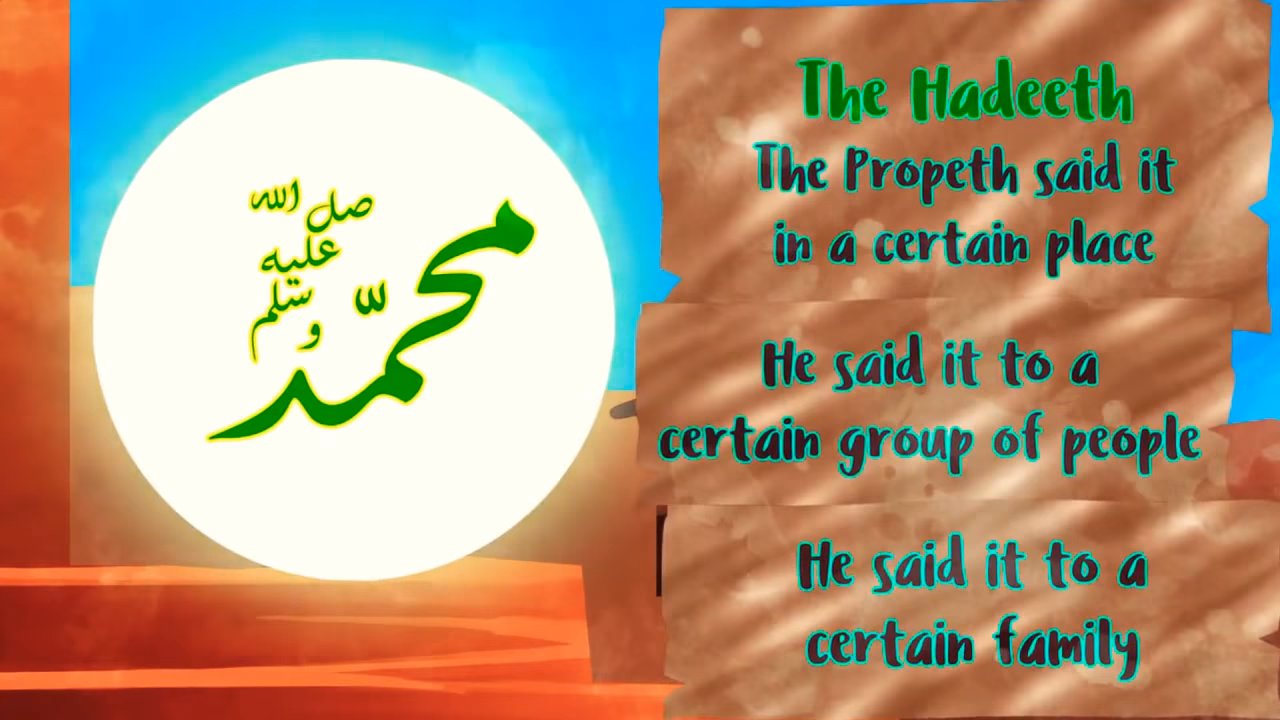 صل الله
عليه
وسلم
محمّد
The Hadeeth
The Propeth said it
in a certain place
He said it to a
certain group of people
He said it to a
certain family